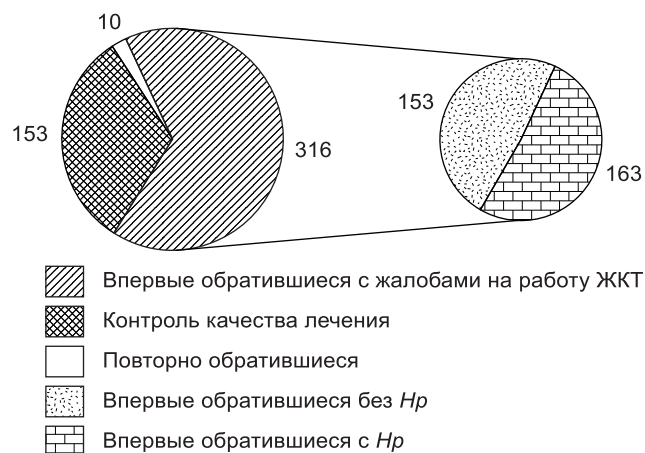 10
153
316
153
163
Впервые обратившиеся с жалобами на работу ЖКТ
Контроль качества лечения
Повторно обратившиеся
Впервые обратившиеся без Hp
Впервые обратившиеся с Hp